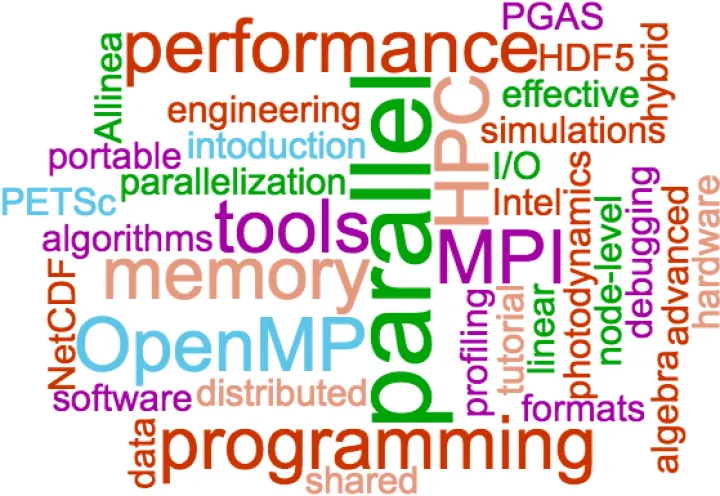 PGAS
performance
HDF5
hybrid
Allinea
effective
engineering
parallel
HPC
simulations
intoduction
portable
I/O
parallelization
PETSc
Intel
photodynamics
debugging
hardware
tools
algorithms
MPI
node-level
advanced
memory
NetCDF
OpenMP
profiling
tutorial
linear
software
distributed
formats
algebra
data
programming
shared